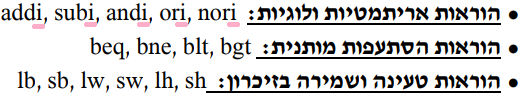 • הוראות אריתמטיות ולוגיות: addi, subi, andi, ori, nori
• הוראות הסתעפות מותנית: beq, bne, blt, bgt
• הוראות טעינה ושמירה בזיכרון: lb, sb, lw, sw, lh, sh